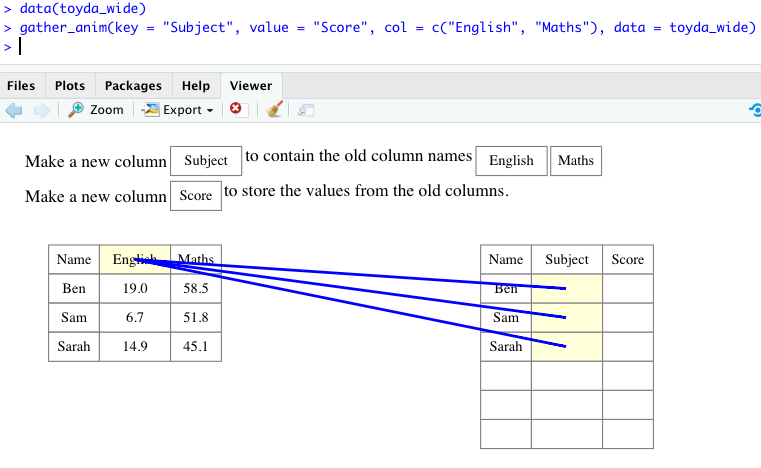 > data(toyda_wide)
> gather_anim(key = "Subject", value = "Score", col = c("English", "Maths"), data = toyda_wide)
>
Files Plots Packages Help Viewer
Zoom Export
Make a new column Subject to contain the old column names English Maths
Make a new column Score to store the values from the old columns.
Name English Maths Name Subject Score
Ben 19.0 58.5 Ben
Sam 6.7 51.8 Sam
Sarah 14.9 45.1 Sarah